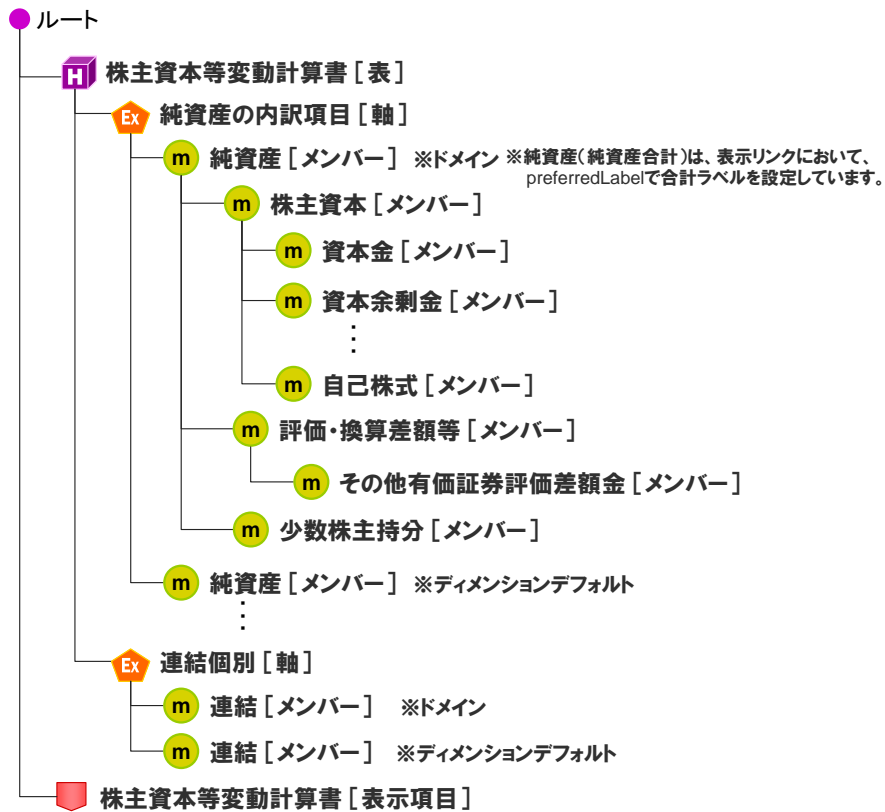 ルート
H 株主資本等変動計算書［表］
Ex 純資産の内訳項目［軸］
m 純資産［メンバー］ ※ドメイン ※純資産（純資産合計）は、表示リンクにおいて、
preferredLabelで合計ラベルを設定しています。
m 株主資本［メンバー］
m 資本金［メンバー］
m 資本余剰金［メンバー］
⋮
m 自己株式［メンバー］
m 評価・換算差額等［メンバー］
m その他有価証券評価差額金［メンバー］
m 少数株主持分［メンバー］
m 純資産［メンバー］ ※ディメンションデフォルト
⋮
Ex 連結個別［軸］
m 連結［メンバー］ ※ドメイン
m 連結［メンバー］ ※ディメンションデフォルト
株主資本等変動計算書［表示項目］